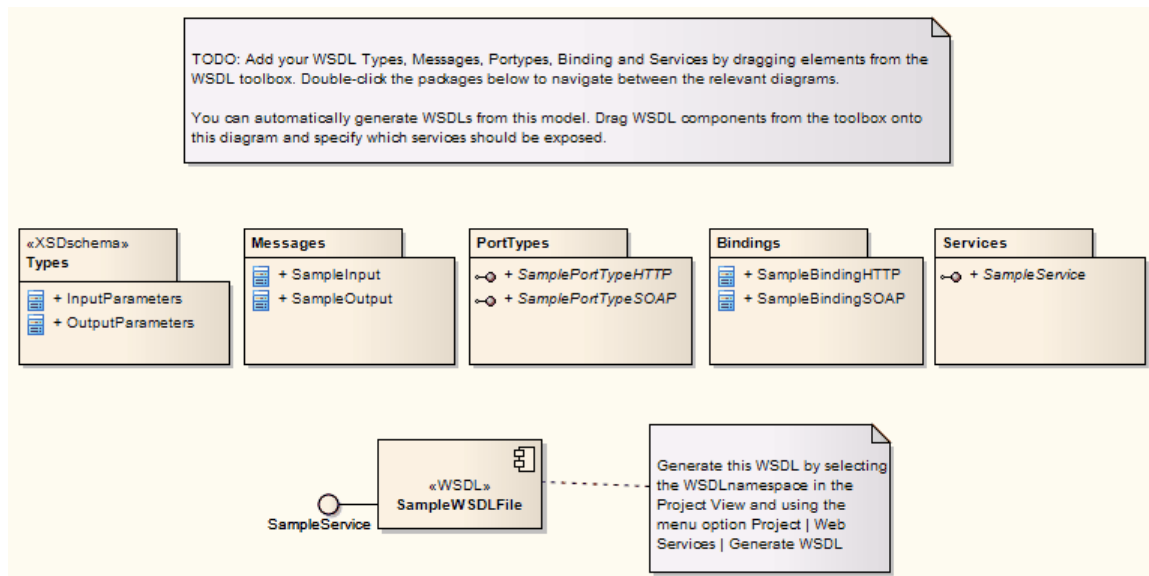 TODO: Add your WSDL Types, Messages, Portypes, Binding and Services by dragging elements from the
WSDL toolbox. Double-click the packages below to navigate between the relevant diagrams.
You can automatically generate WSDLs from this model. Drag WSDL components from the toolbox onto
this diagram and specify which services should be exposed.
«XSDschema»
Types
+ InputParameters
+ OutputParameters
Messages
+ SampleInput
+ SampleOutput
PortTypes
+ SamplePortTypeHTTP
+ SamplePortTypeSOAP
Bindings
+ SampleBindingHTTP
+ SampleBindingSOAP
Services
+ SampleService
«WSDL»
SampleWSDLFile
SampleService
Generate this WSDL by selecting
the WSDLnamespace in the
Project View and using the
menu option Project | Web
Services | Generate WSDL